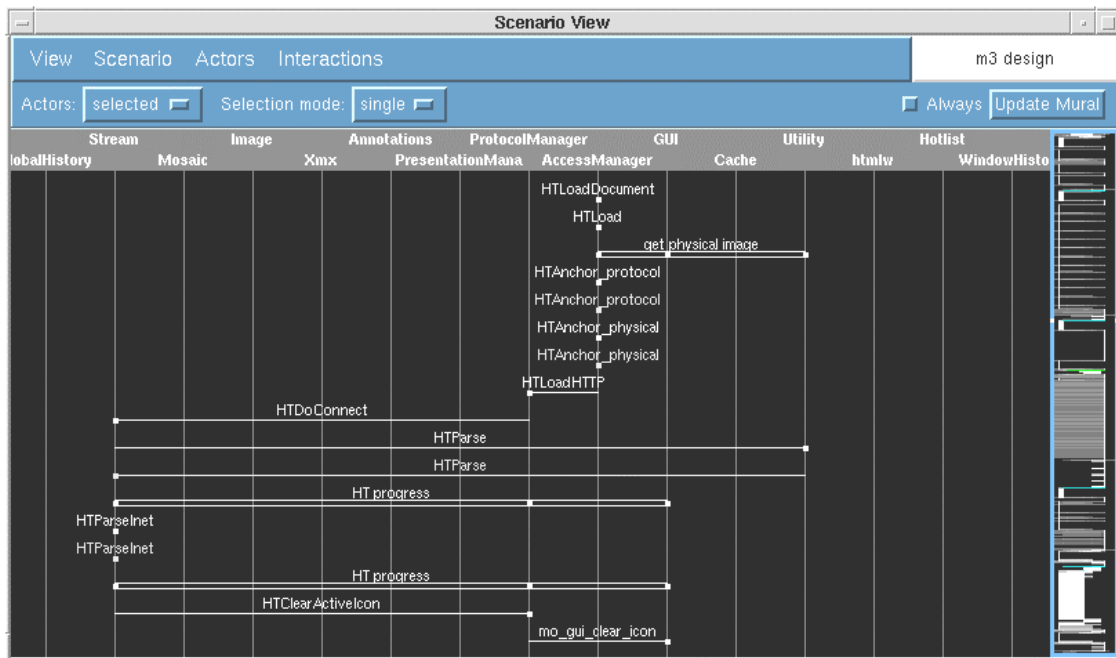 Scenario View
View Scenario Actors Interactions m3 design
Actors: selected Selection mode: single Always Update Mural
Stream Image Annotations ProtocolManager GUI Utility Hotlist
lobalHistory Mosaic Xmx PresentationMana AccessManager Cache htmlw WindowHisto
HTLoadDocument
HTLoad
get physical image
HTAnchor_protocol
HTAnchor_protocol
HTAnchor_physical
HTAnchor_physical
HTLoadHTTP
HTDoConnect
HTParse
HTParse
HT progress
HTParseInet
HTParseInet
HT progress
HTClearActiveIcon
mo_gui_clear_icon